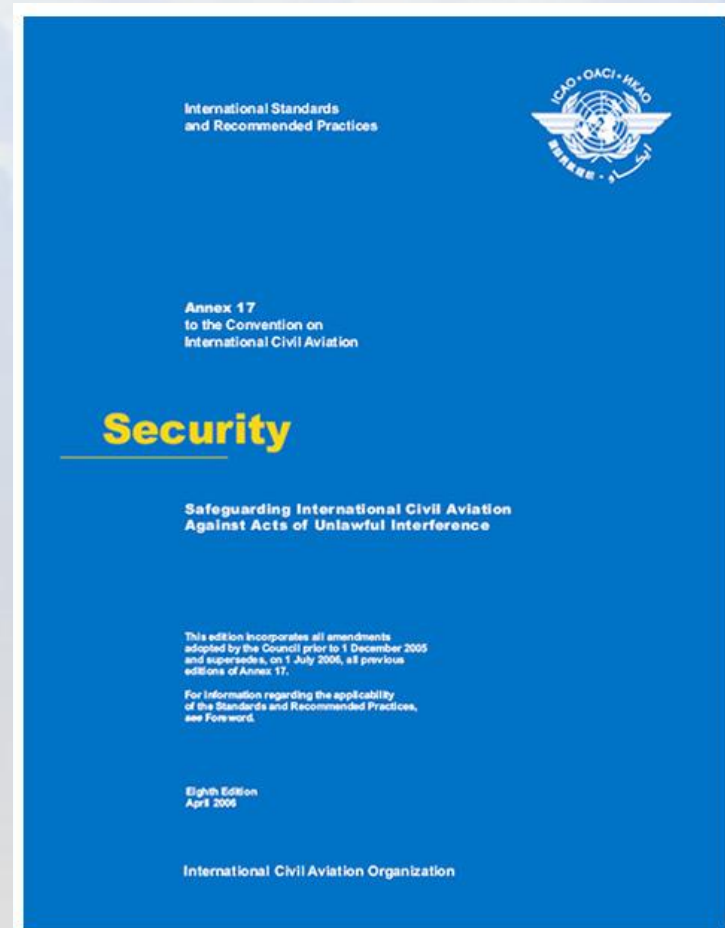 International Standards
and Recommended Practices
ICAO • OACI • ИКАО
Annex 17
to the Convention on
International Civil Aviation
Security
Safeguarding International Civil Aviation
Against Acts of Unlawful Interference
This edition incorporates all amendments
adopted by the Council prior to 1 December 2005
and supersedes, on 1 July 2006, all previous
editions of Annex 17.
For information regarding the applicability
of the Standards and Recommended Practices,
see Foreword.
Eighth Edition
April 2006
International Civil Aviation Organization